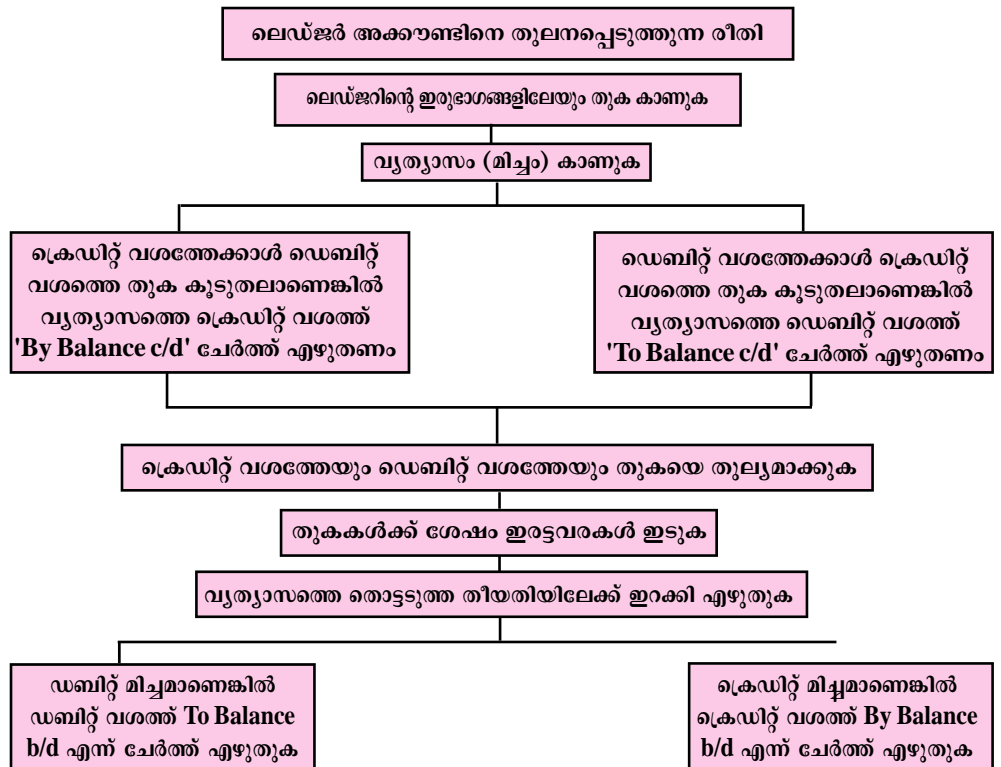 ലെഡ്ജർ അക്കൗണ്ടിനെ തുലനപ്പെടുത്തുന്ന രീതി
ലെഡ്ജറിന്റെ ഇരുഭാഗങ്ങളിലേയും തുക കാണുക
വ്യത്യാസം (മിച്ചം) കാണുക
ക്രെഡിറ്റ് വശത്തേക്കാൾ ഡെബിറ്റ്
വശത്തെ തുക കൂടുതലാണെങ്കിൽ
വ്യത്യാസത്തെ ക്രെഡിറ്റ് വശത്ത്
'By Balance c/d' ചേർത്ത് എഴുതണം
ഡെബിറ്റ് വശത്തേക്കാൾ ക്രെഡിറ്റ്
വശത്തെ തുക കൂടുതലാണെങ്കിൽ
വ്യത്യാസത്തെ ഡെബിറ്റ് വശത്ത്
'To Balance c/d' ചേർത്ത് എഴുതണം
ക്രെഡിറ്റ് വശത്തേയും ഡെബിറ്റ് വശത്തേയും തുകയെ തുല്യമാക്കുക
തുകകൾക്ക് ശേഷം ഇരട്ടവരകൾ ഇടുക
വ്യത്യാസത്തെ തൊട്ടടുത്ത തീയതിയിലേക്ക് ഇറക്കി എഴുതുക
ഡബിറ്റ് മിച്ചമാണെങ്കിൽ
ഡബിറ്റ് വശത്ത് To Balance
b/d എന്ന് ചേർത്ത് എഴുതുക
ക്രെഡിറ്റ് മിച്ചമാണെങ്കിൽ
ക്രെഡിറ്റ് വശത്ത് By Balance
b/d എന്ന് ചേർത്ത് എഴുതുക